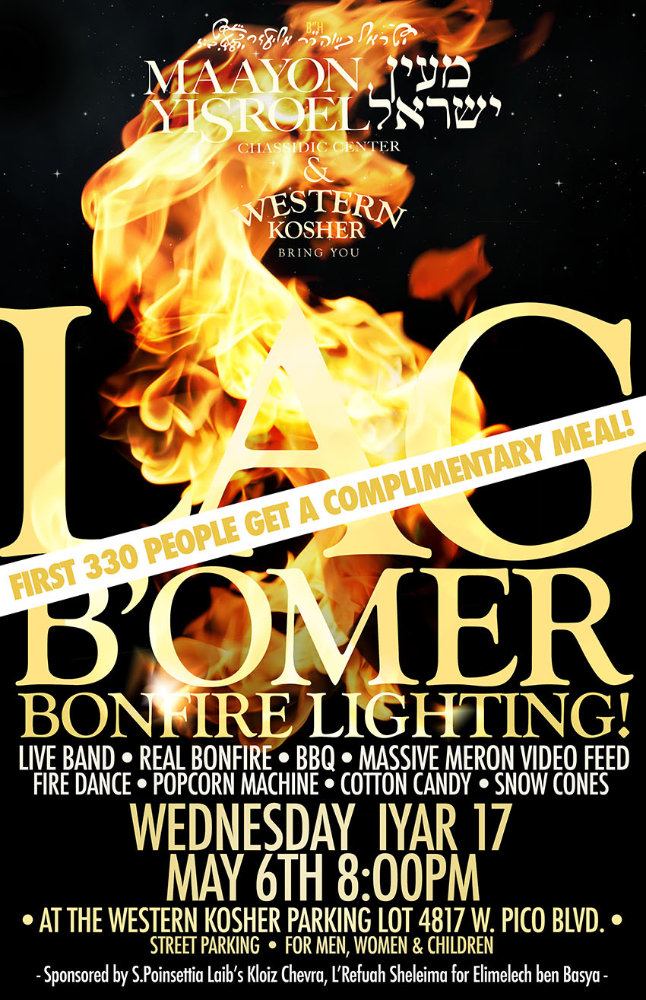 B"H
MAAYON מעין
YISROEL ישראל
CHASSIDIC CENTER
&
WESTERN
KOSHER
BRING YOU
LAG
FIRST 330 PEOPLE GET A COMPLIMENTARY MEAL!
B'OMER
BONFIRE LIGHTING!
LIVE BAND • REAL BONFIRE • BBQ • MASSIVE MERON VIDEO FEED
FIRE DANCE • POPCORN MACHINE • COTTON CANDY • SNOW CONES
WEDNESDAY IYAR 17
MAY 6TH 8:00PM
• AT THE WESTERN KOSHER PARKING LOT 4817 W. PICO BLVD. •
STREET PARKING • FOR MEN, WOMEN & CHILDREN
- Sponsored by S.Poinsettia Laib's Kloiz Chevra, L'Refuah Sheleima for Elimelech ben Basya -